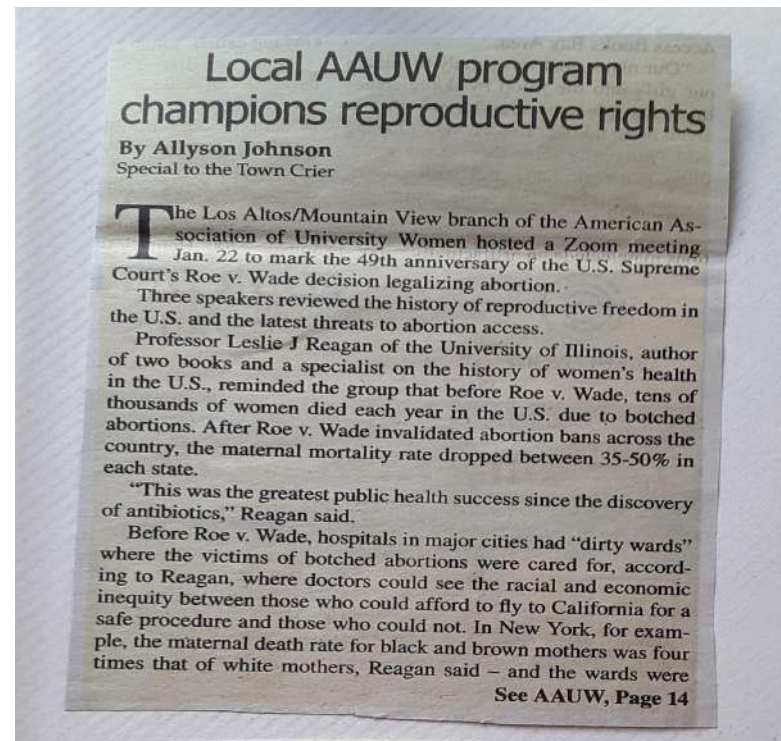 Local AAUW program
champions reproductive rights
By Allyson Johnson
Special to the Town Crier
The Los Altos/Mountain View branch of the American As-
sociation of University Women hosted a Zoom meeting
Jan. 22 to mark the 49th anniversary of the U.S. Supreme
Court's Roe v. Wade decision legalizing abortion.
Three speakers reviewed the history of reproductive freedom in
the U.S. and the latest threats to abortion access.
Professor Leslie J Reagan of the University of Illinois, author
of two books and a specialist on the history of women's health
in the U.S., reminded the group that before Roe v. Wade, tens of
thousands of women died each year in the U.S. due to botched
abortions. After Roe v. Wade invalidated abortion bans across the
country, the maternal mortality rate dropped between 35-50% in
each state.
“This was the greatest public health success since the discovery
of antibiotics,” Reagan said.
Before Roe v. Wade, hospitals in major cities had “dirty wards”
where the victims of botched abortions were cared for, accord-
ing to Reagan, where doctors could see the racial and economic
inequity between those who could afford to fly to California for a
safe procedure and those who could not. In New York, for exam-
ple, the maternal death rate for black and brown mothers was four
times that of white mothers, Reagan said – and the wards were
See AAUW, Page 14